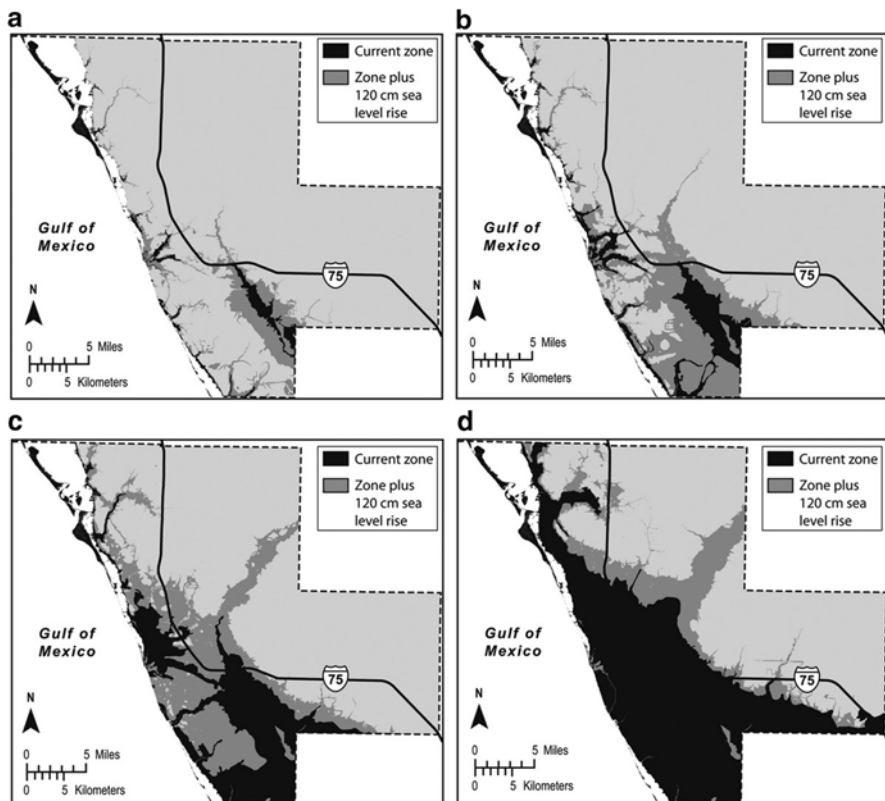 a
Current zone
Zone plus
120 cm sea
level rise
Gulf of
Mexico
75
N
0 5 Miles
0 5 Kilometers
b
Current zone
Zone plus
120 cm sea
level rise
Gulf of
Mexico
75
N
0 5 Miles
0 5 Kilometers
c
Current zone
Zone plus
120 cm sea
level rise
Gulf of
Mexico
75
N
0 5 Miles
0 5 Kilometers
d
Current zone
Zone plus
120 cm sea
level rise
Gulf of
Mexico
75
N
0 5 Miles
0 5 Kilometers